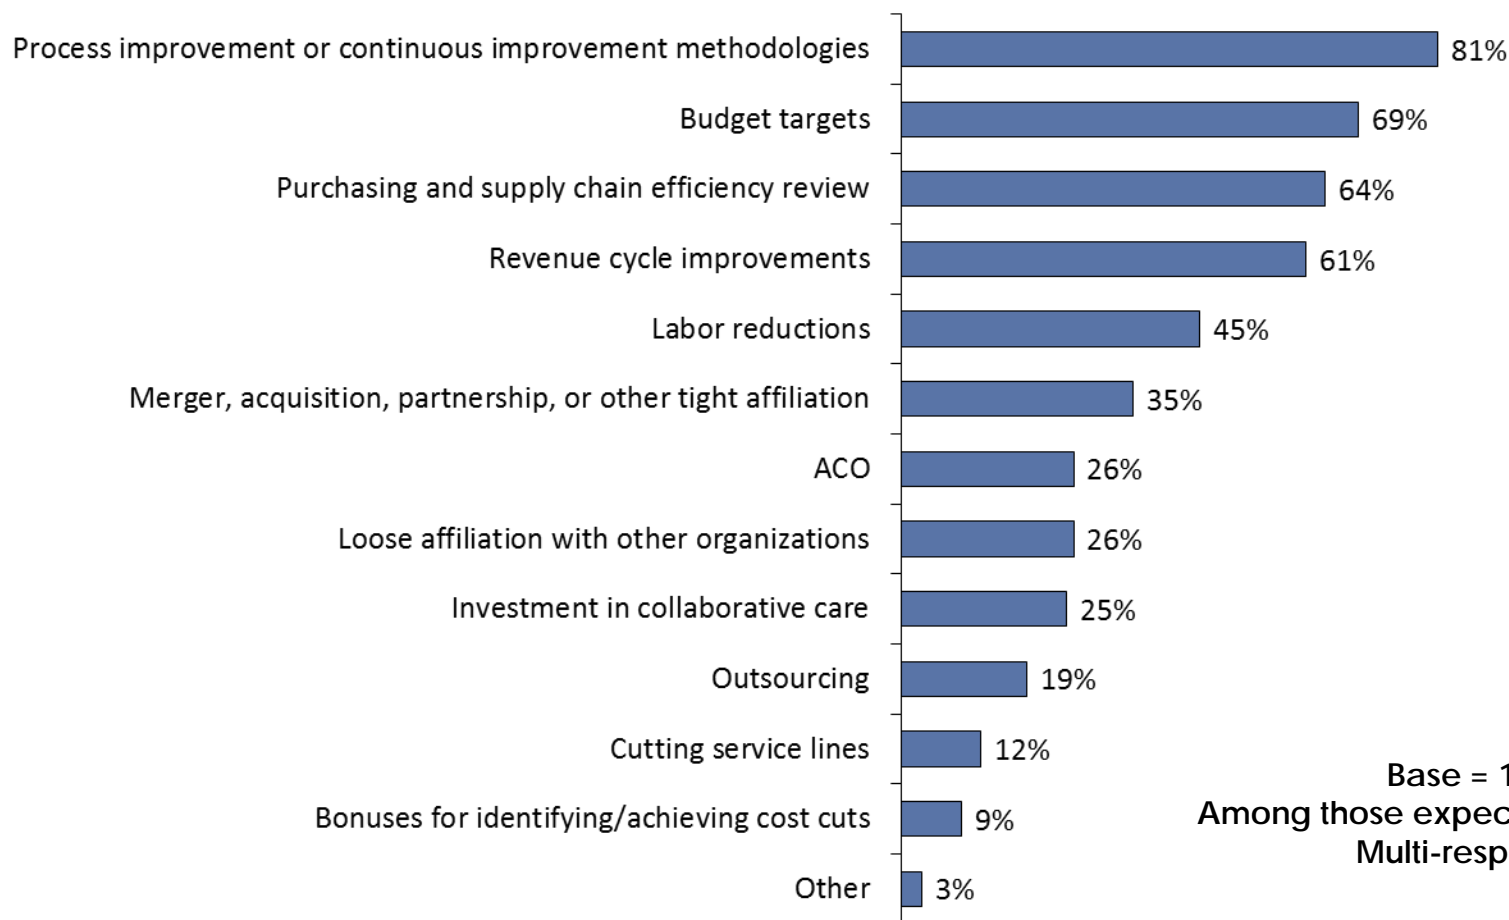 Process improvement or continuous improvement methodologies 81%
Budget targets 69%
Purchasing and supply chain efficiency review 64%
Revenue cycle improvements 61%
Labor reductions 45%
Merger, acquisition, partnership, or other tight affiliation 35%
ACO 26%
Loose affiliation with other organizations 26%
Investment in collaborative care 25%
Outsourcing 19%
Cutting service lines 12%
Base =
Among those
Bonuses for identifying/achieving cost cuts 9%
Other 3%